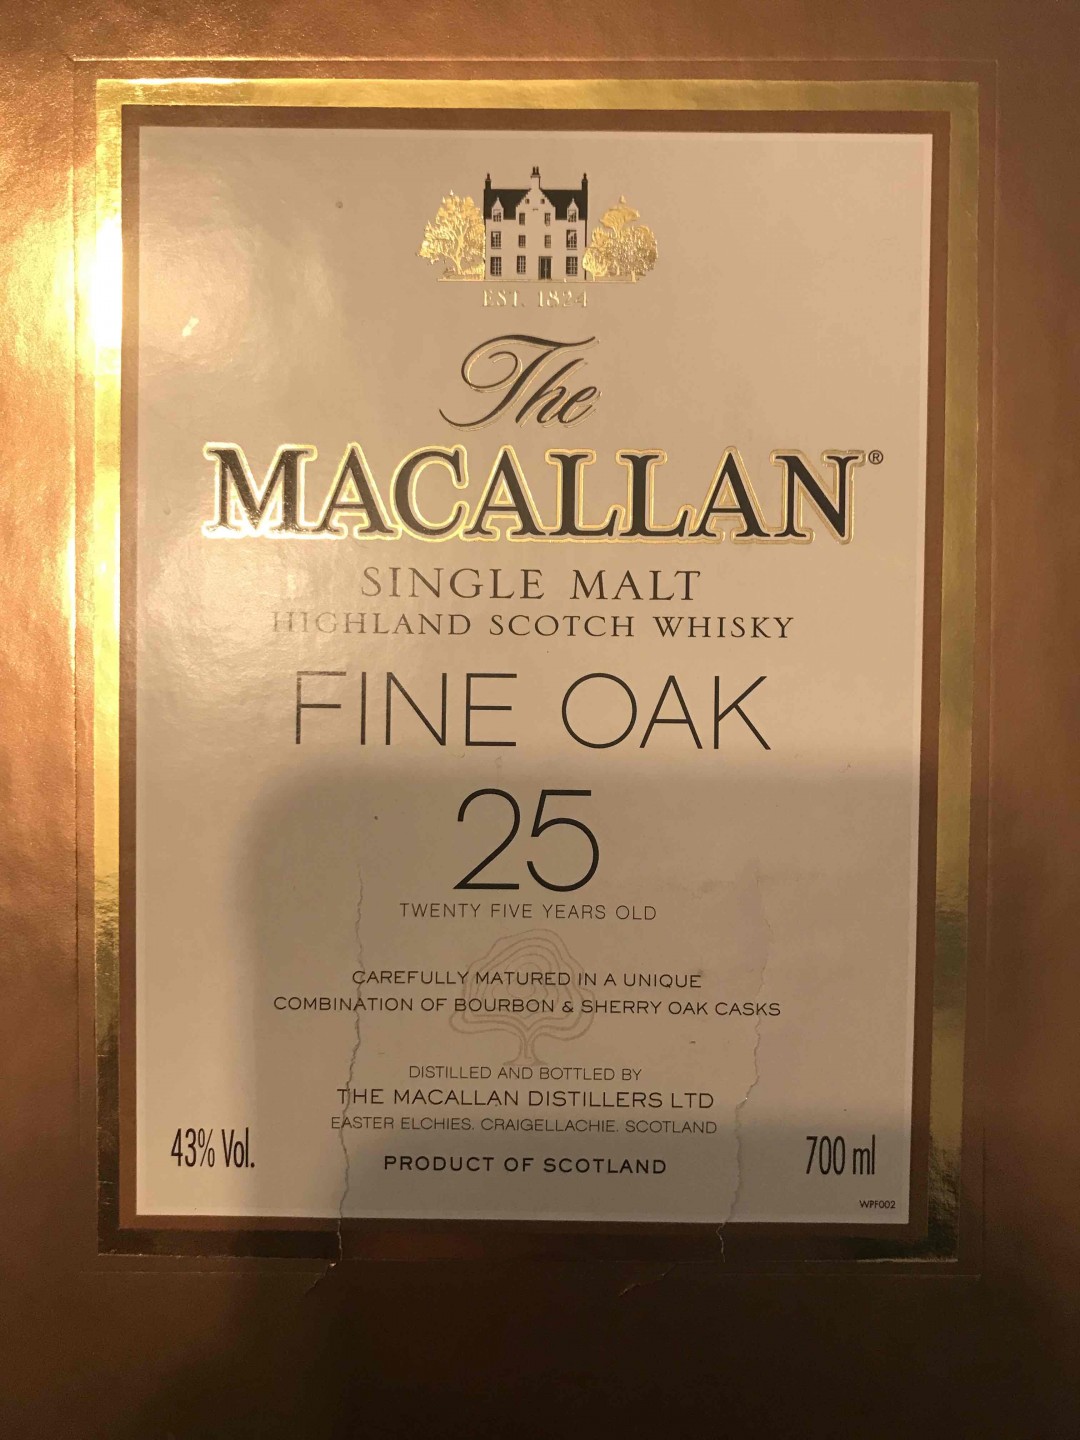 EST. 1824
The
MACALLAN®
SINGLE MALT
HIGHLAND SCOTCH WHISKY
FINE OAK
25
TWENTY FIVE YEARS OLD
CAREFULLY MATURED IN A UNIQUE
COMBINATION OF BOURBON & SHERRY OAK CASKS
DISTILLED AND BOTTLED BY
THE MACALLAN DISTILLERS LTD
EASTER ELCHIES. CRAIGELLACHIE. SCOTLAND
43% Vol.
PRODUCT OF SCOTLAND
700 ml
WPF002